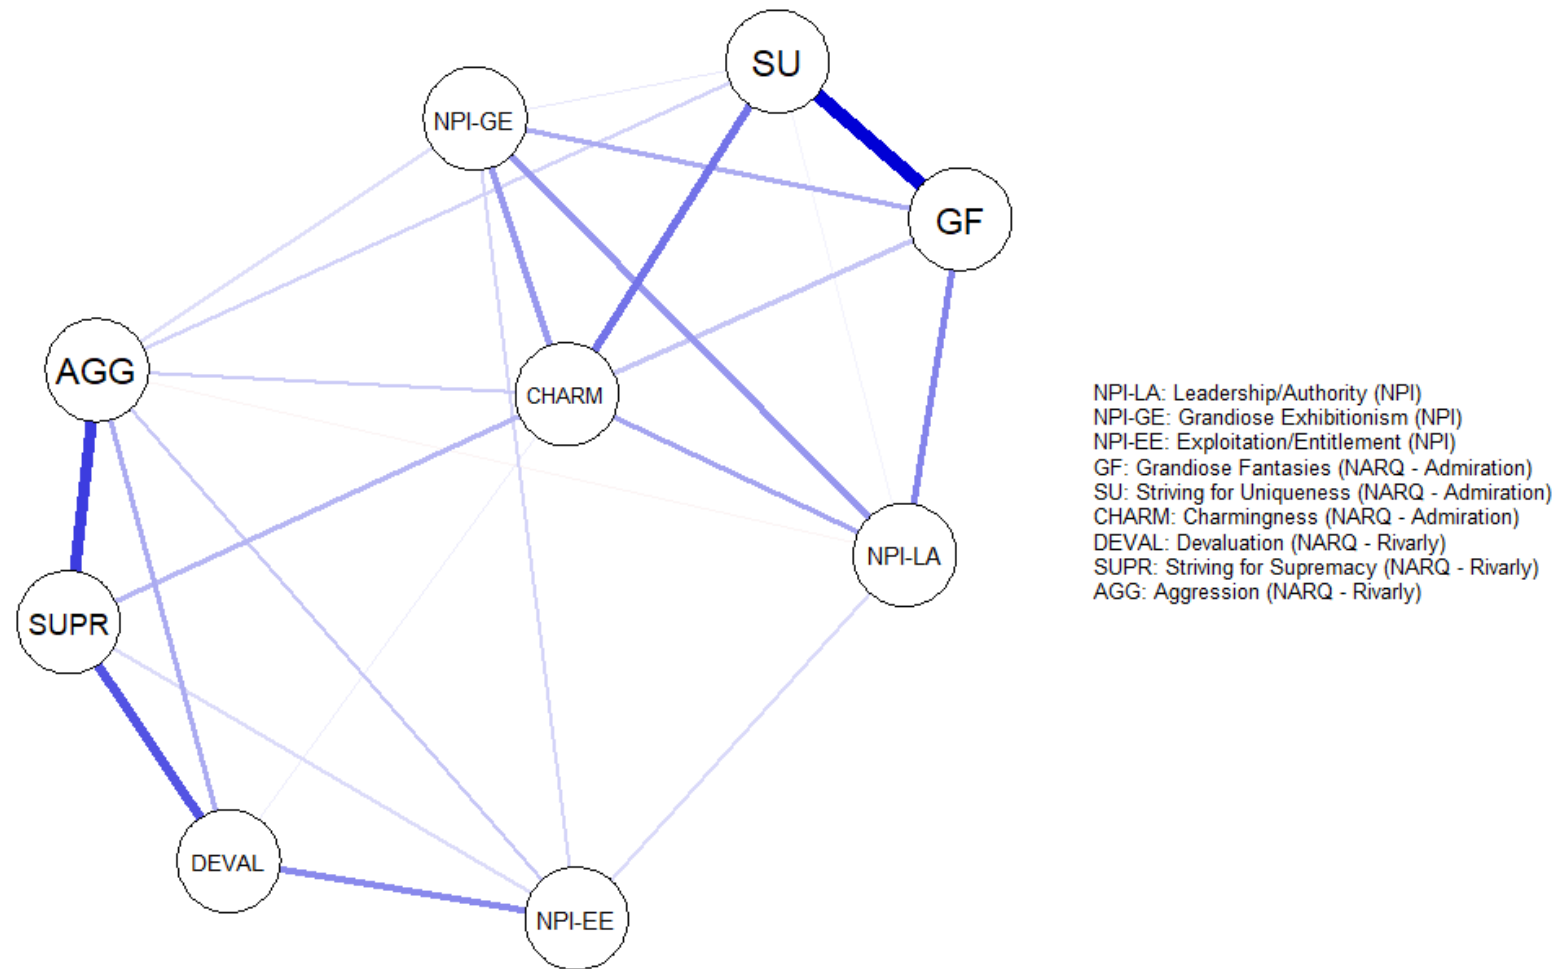 SU
NPI-GE
GF
AGG
CHARM
NPI-LA
SUPR
DEVAL
NPI-EE
NPI-LA: Leadership/Authority (NPI)
NPI-GE: Grandiose Exhibitionism (NPI)
NPI-EE: Exploitation/Entitlement (NPI)
GF: Grandiose Fantasies (NARQ - Admiration)
SU: Striving for Uniqueness (NARQ - Admiration)
CHARM: Charmingness (NARQ - Admiration)
DEVAL: Devaluation (NARQ - Rivarly)
SUPR: Striving for Supremacy (NARQ - Rivarly)
AGG: Aggression (NARQ - Rivarly)